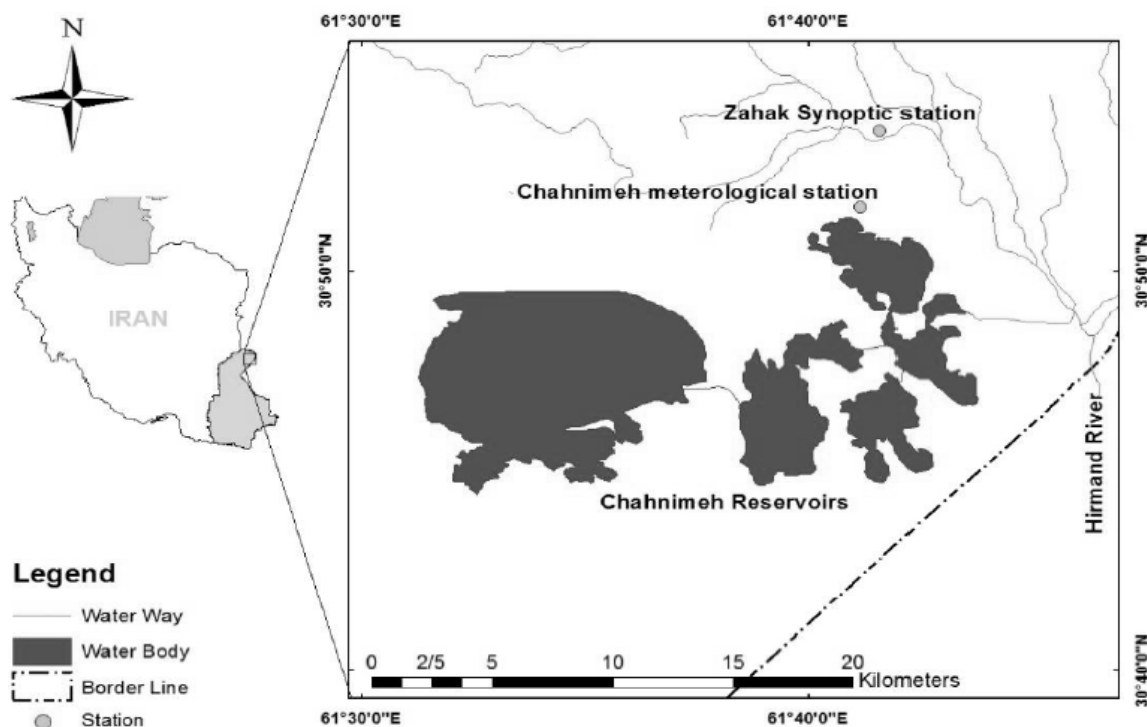 61°30'0"E
61°40'0"E
N
Zahak Synoptic station
Chahnimeh meterological station
30°50'0"N
30°50'0"N
IRAN
Hirmand River
Chahnimeh Reservoirs
Legend
Water Way
Water Body
Border Line
Station
0 2/5 5 10 15 20
Kilometers
30°40'0"N
61°30'0"E
61°40'0"E